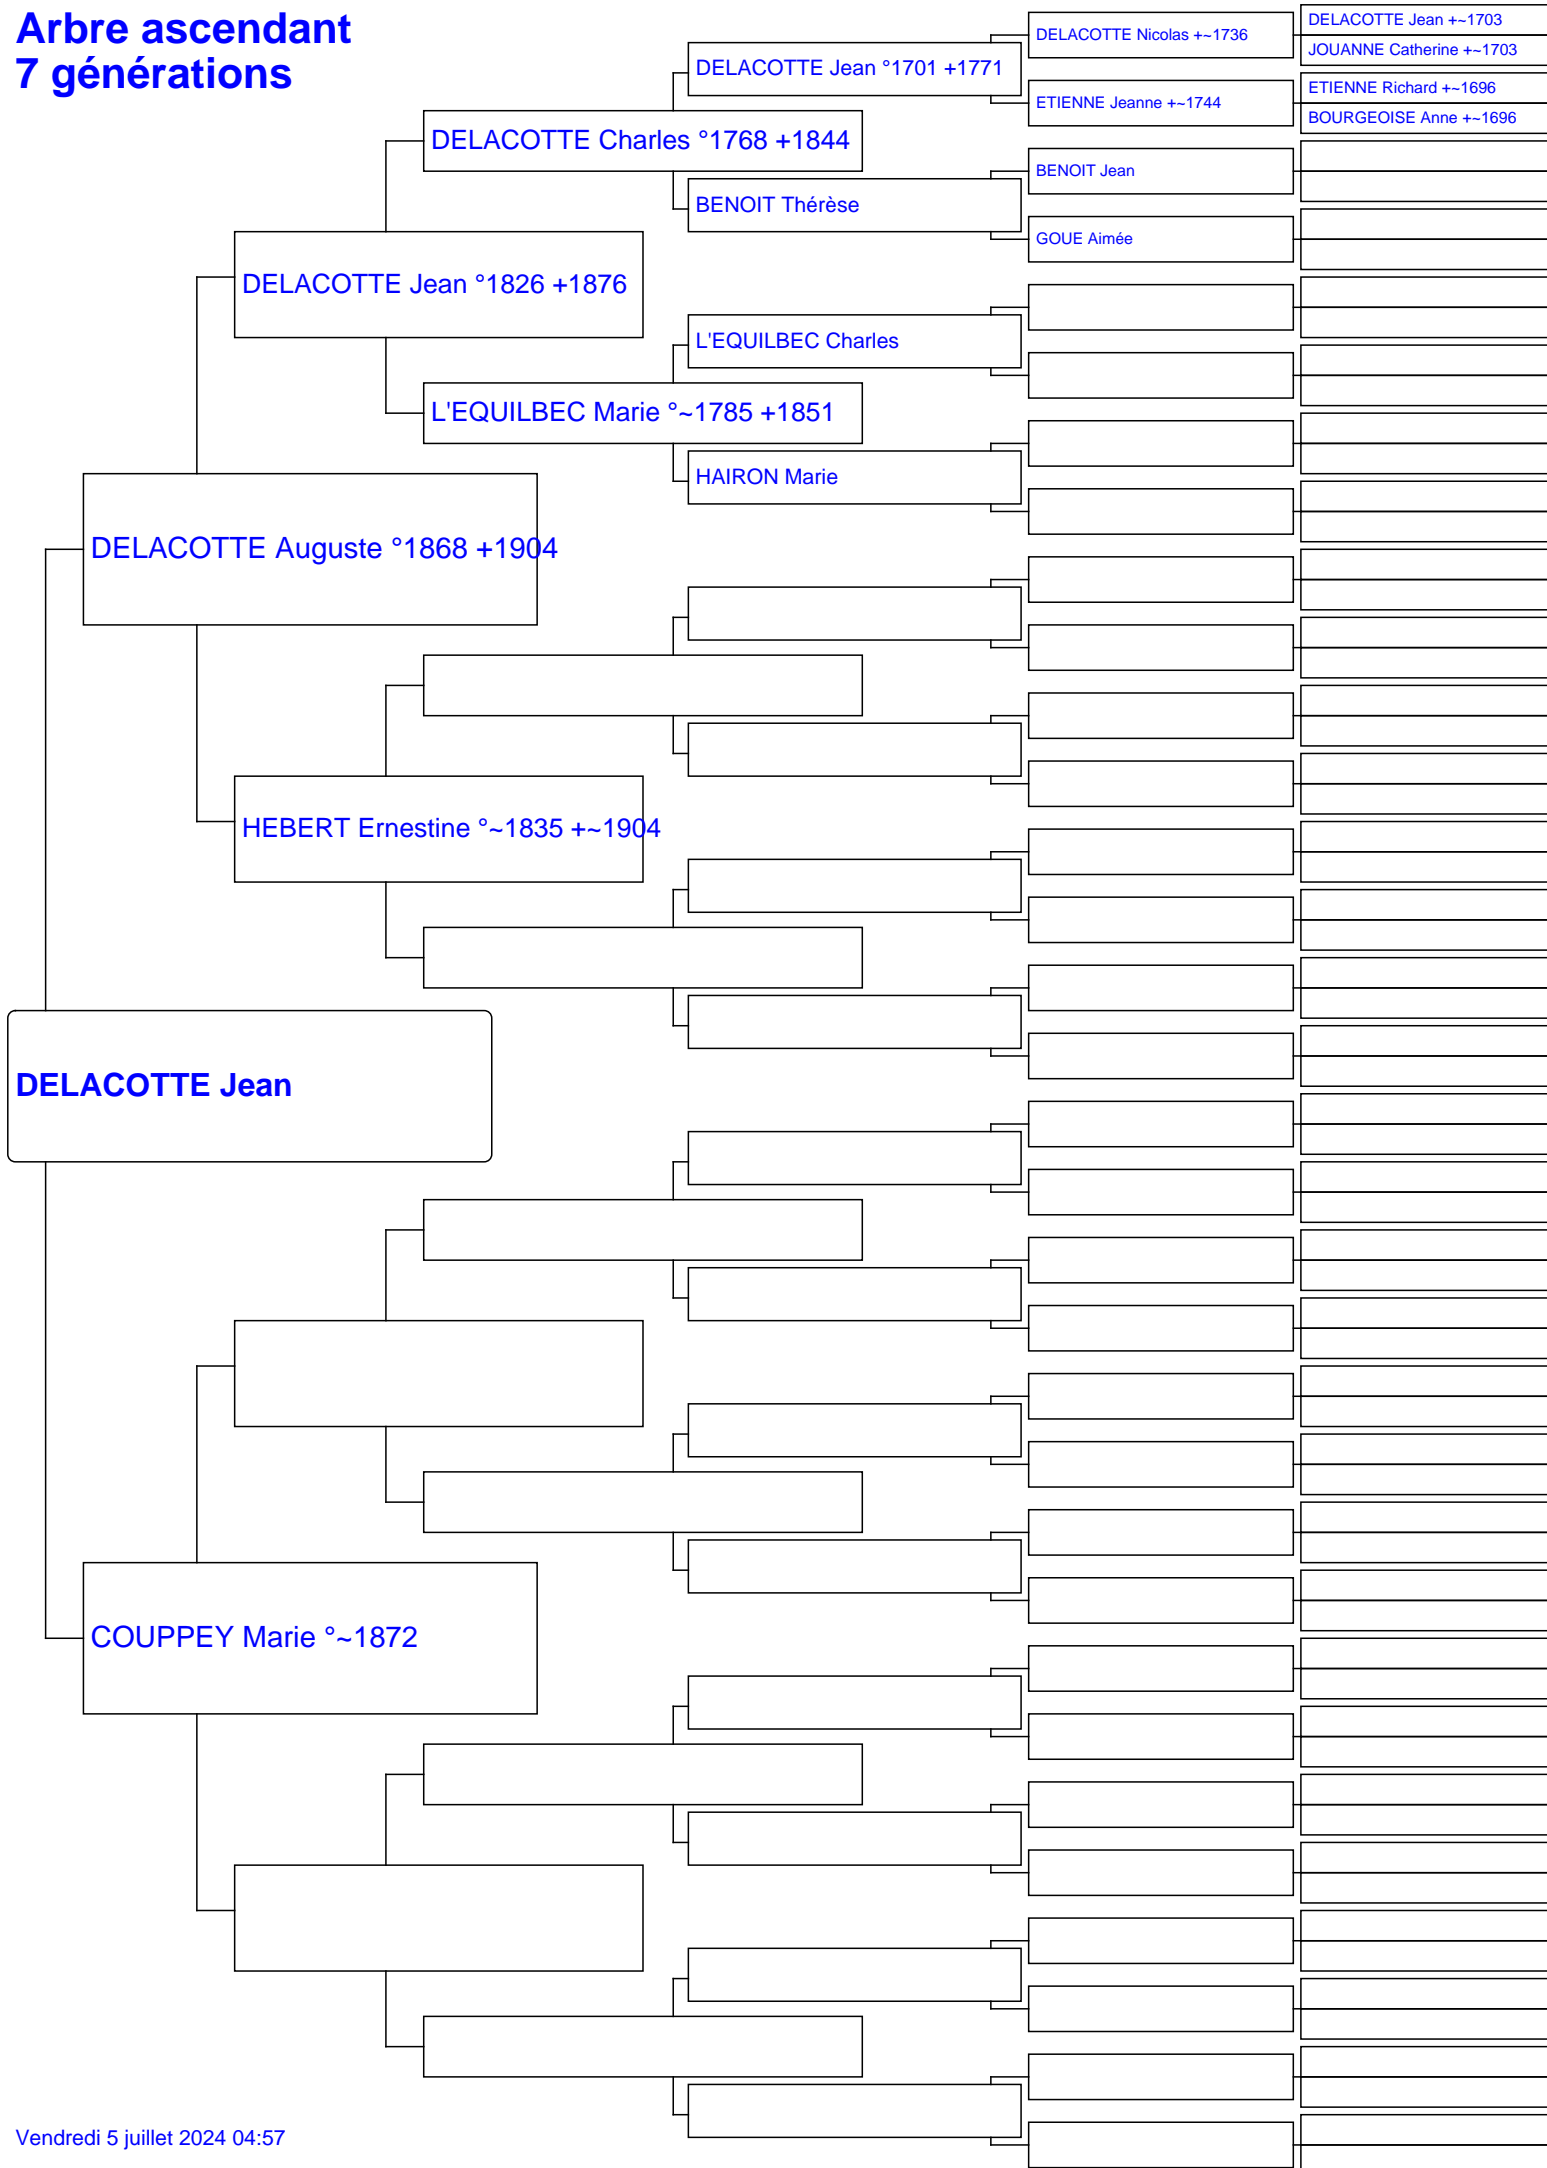 Arbre ascendant
7 générations
DELACOTTE Jean
DELACOTTE Auguste °1868 +1904
COUPPEY Marie °~1872
DELACOTTE Jean °1826 +1876
HEBERT Ernestine °~1835 +~1904
DELACOTTE Charles °1768 +1844
L'EQUILBEC Marie °~1785 +1851
DELACOTTE Jean °1701 +1771
BENOIT Thérèse
L'EQUILBEC Charles
HAIRON Marie
DELACOTTE Nicolas +~1736
ETIENNE Jeanne +~1744
BENOIT Jean
GOUE Aimée
DELACOTTE Jean +~1703
JOUANNE Catherine +~1703
ETIENNE Richard +~1696
BOURGEOISE Anne +~1696
Vendredi 5 juillet 2024 04:57